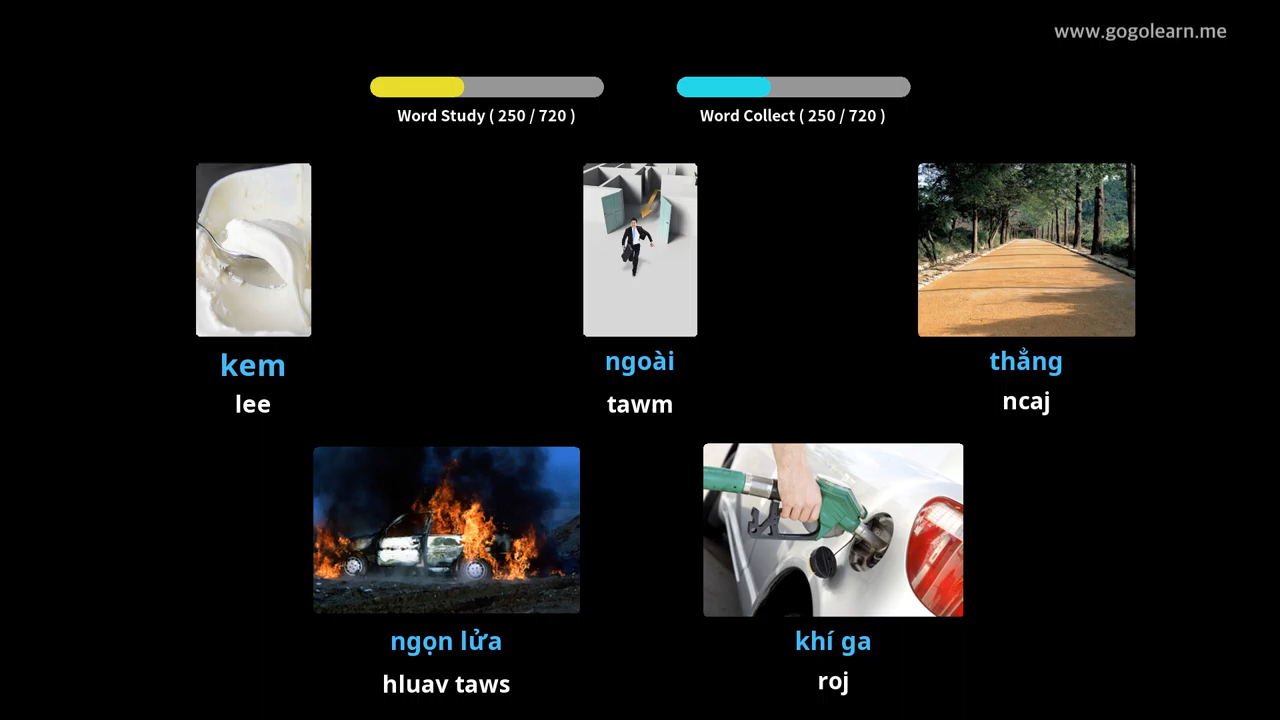 www.gogolearn.me
Word Study ( 250 / 720 )
Word Collect ( 250 / 720 )
kem
lee
ngoài
tawm
thẳng
ncaj
ngọn lửa
hluav taws
khí ga
roj